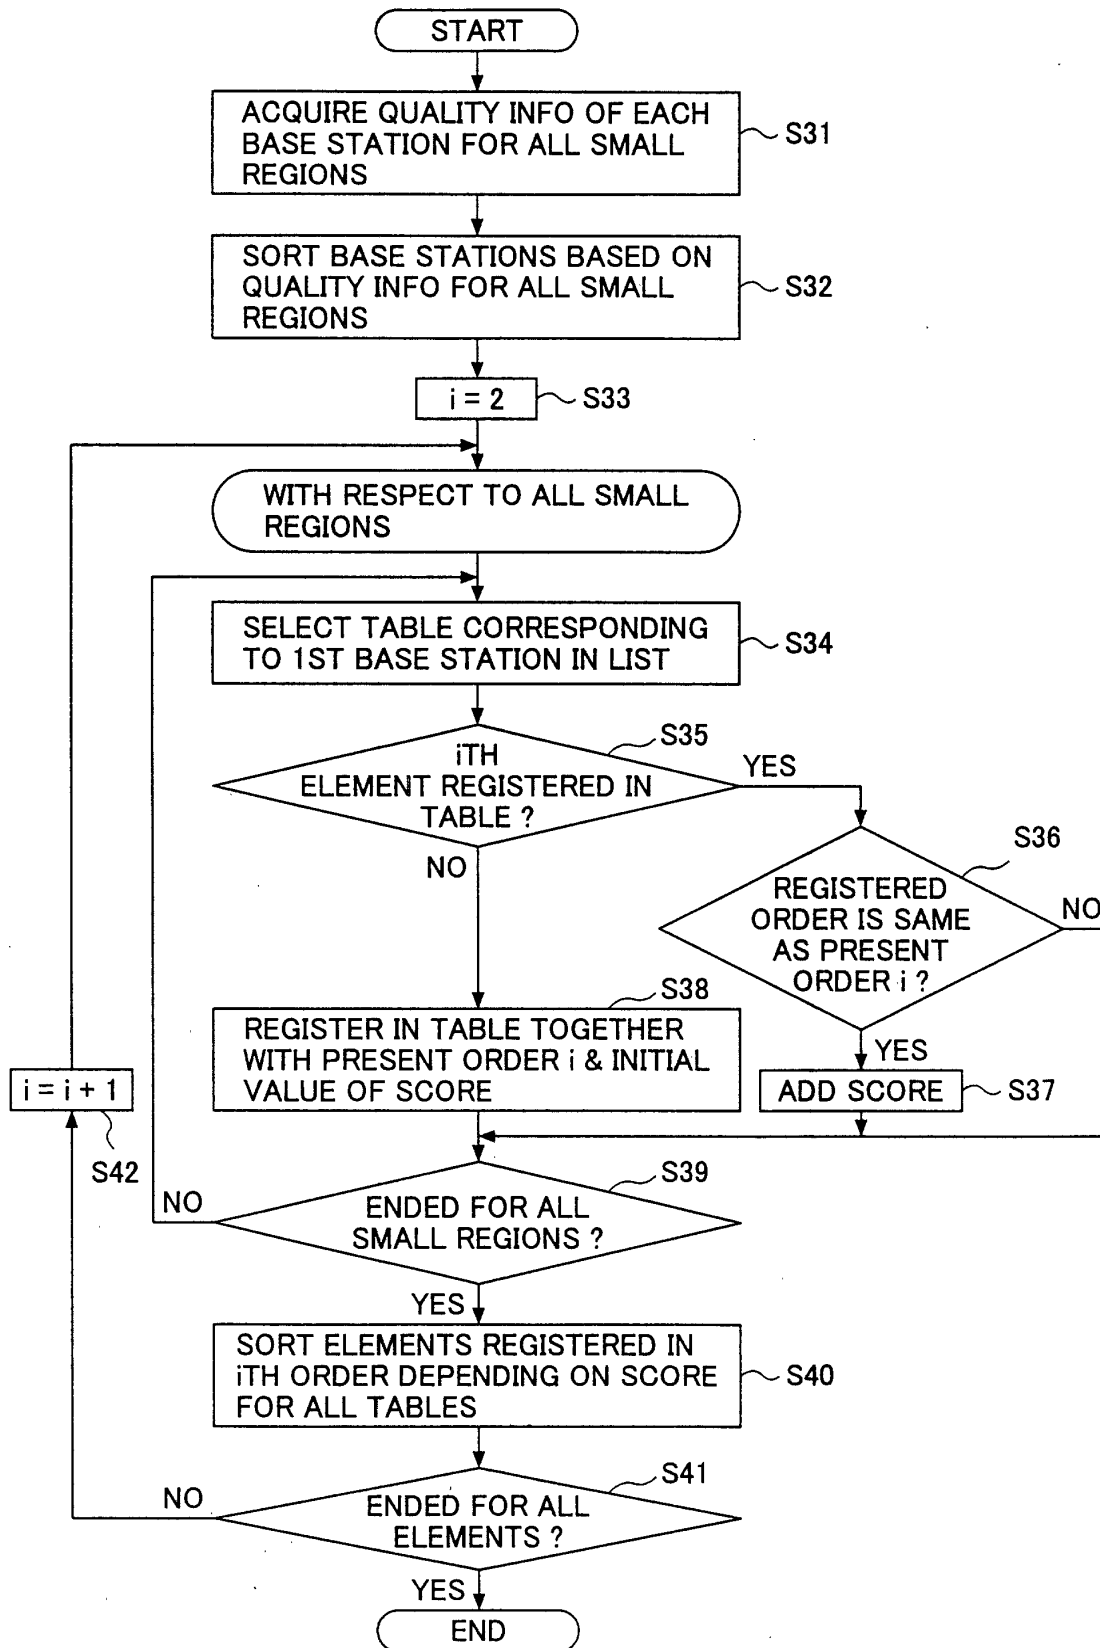 START
ACQUIRE QUALITY INFO OF EACH
BASE STATION FOR ALL SMALL
REGIONS
S31
SORT BASE STATIONS BASED ON
QUALITY INFO FOR ALL SMALL
REGIONS
S32
i = 2
S33
WITH RESPECT TO ALL SMALL
REGIONS
SELECT TABLE CORRESPONDING
TO 1ST BASE STATION IN LIST
S34
iTH
ELEMENT REGISTERED IN
TABLE ?
S35
YES
NO
REGISTERED
ORDER IS SAME
AS PRESENT
ORDER i ?
S36
NO
YES
REGISTER IN TABLE TOGETHER
WITH PRESENT ORDER i & INITIAL
VALUE OF SCORE
S38
ADD SCORE
S37
i = i + 1
S42
ENDED FOR ALL
SMALL REGIONS ?
S39
NO
YES
SORT ELEMENTS REGISTERED IN
iTH ORDER DEPENDING ON SCORE
FOR ALL TABLES
S40
ENDED FOR ALL
ELEMENTS ?
S41
NO
YES
END